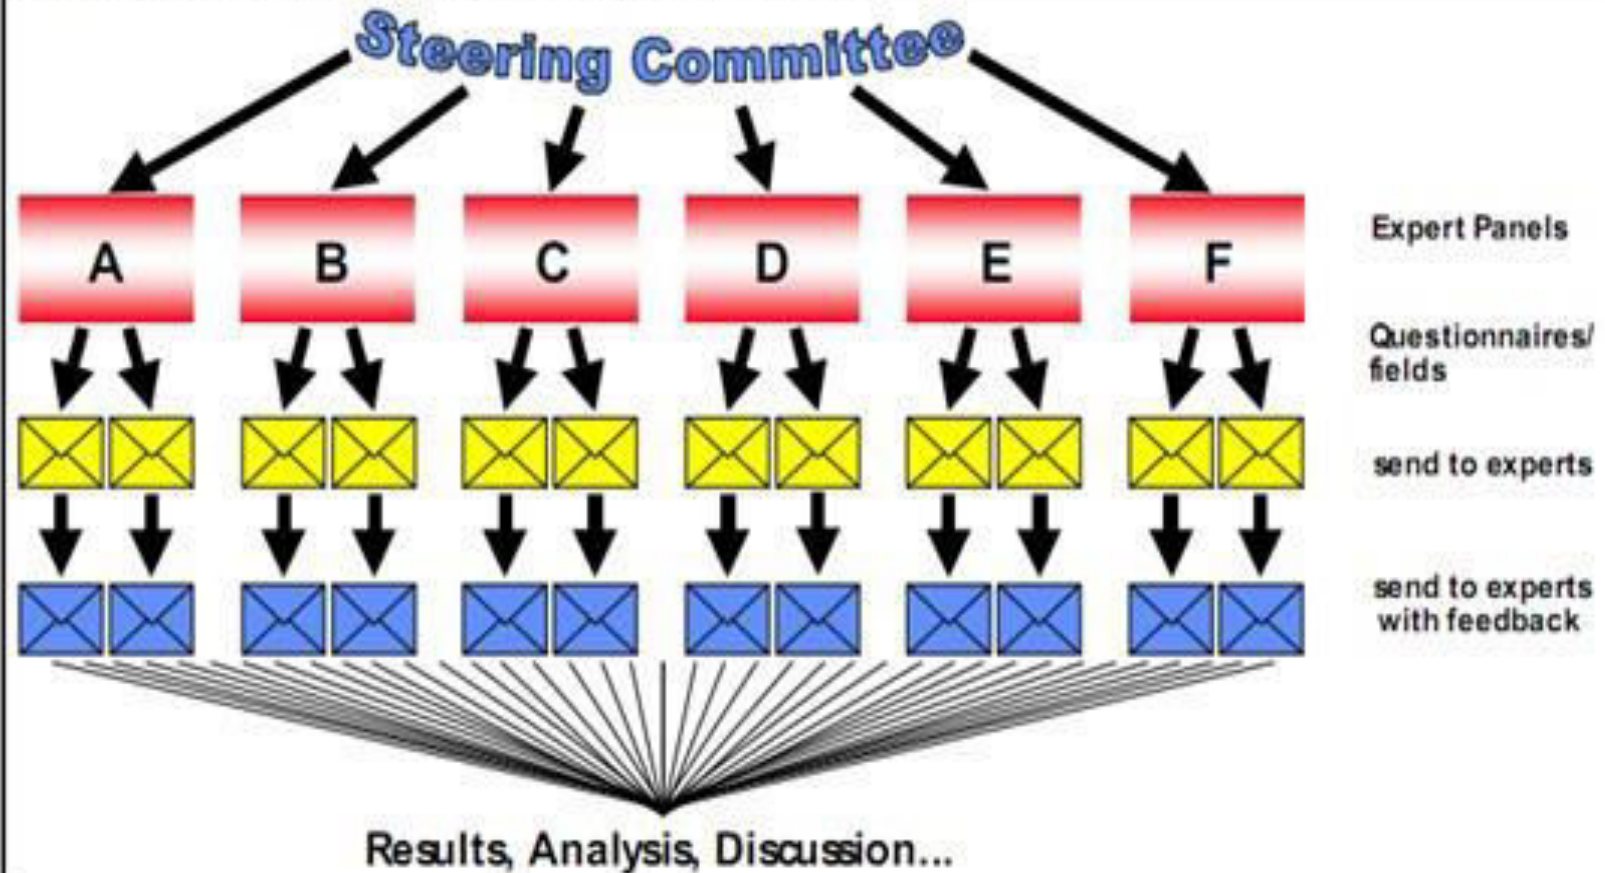 Steering Committee
A B C D E F
Expert Panels
Questionnaires/
fields
send to experts
send to experts
with feedback
Results, Analysis, Discussion...